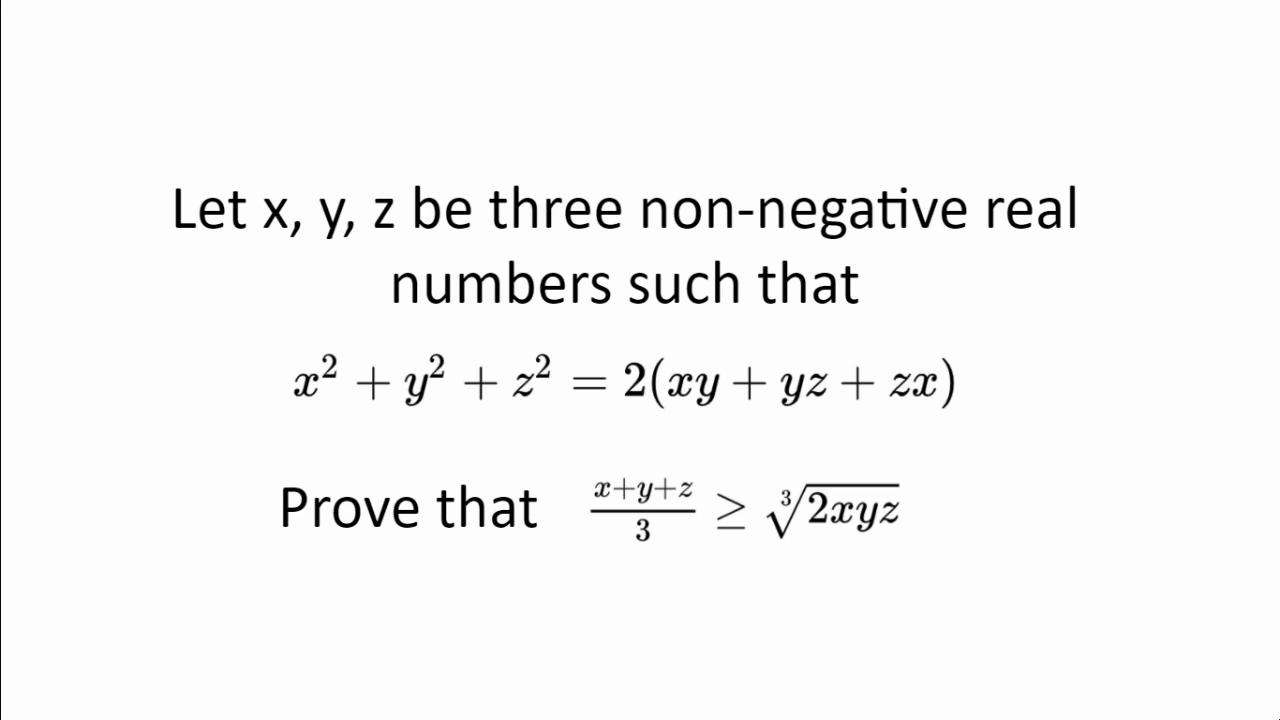 Let x, y, z be three non-negative real
numbers such that
x² + y² + z² = 2(xy + yz + zx)
Prove that (x+y+z)/3 ≥ ∛(2xyz)